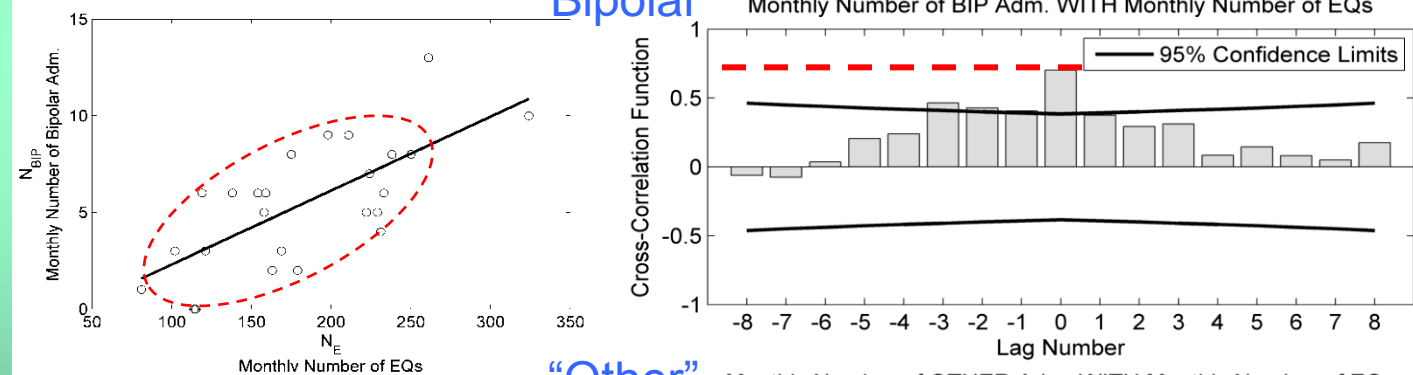 Bipolar
15
10
5
0
N_BIP
Monthly Number of Bipolar Adm.
50 100 150 200 250 300 350
N_E
Monthly Number of EQs
Monthly Number of BIP Adm. WITH Monthly Number of EQs
95% Confidence Limits
1
0.5
0
-0.5
-1
Cross-Correlation Function
-8 -7 -6 -5 -4 -3 -2 -1 0 1 2 3 4 5 6 7 8
Lag Number
“Other”